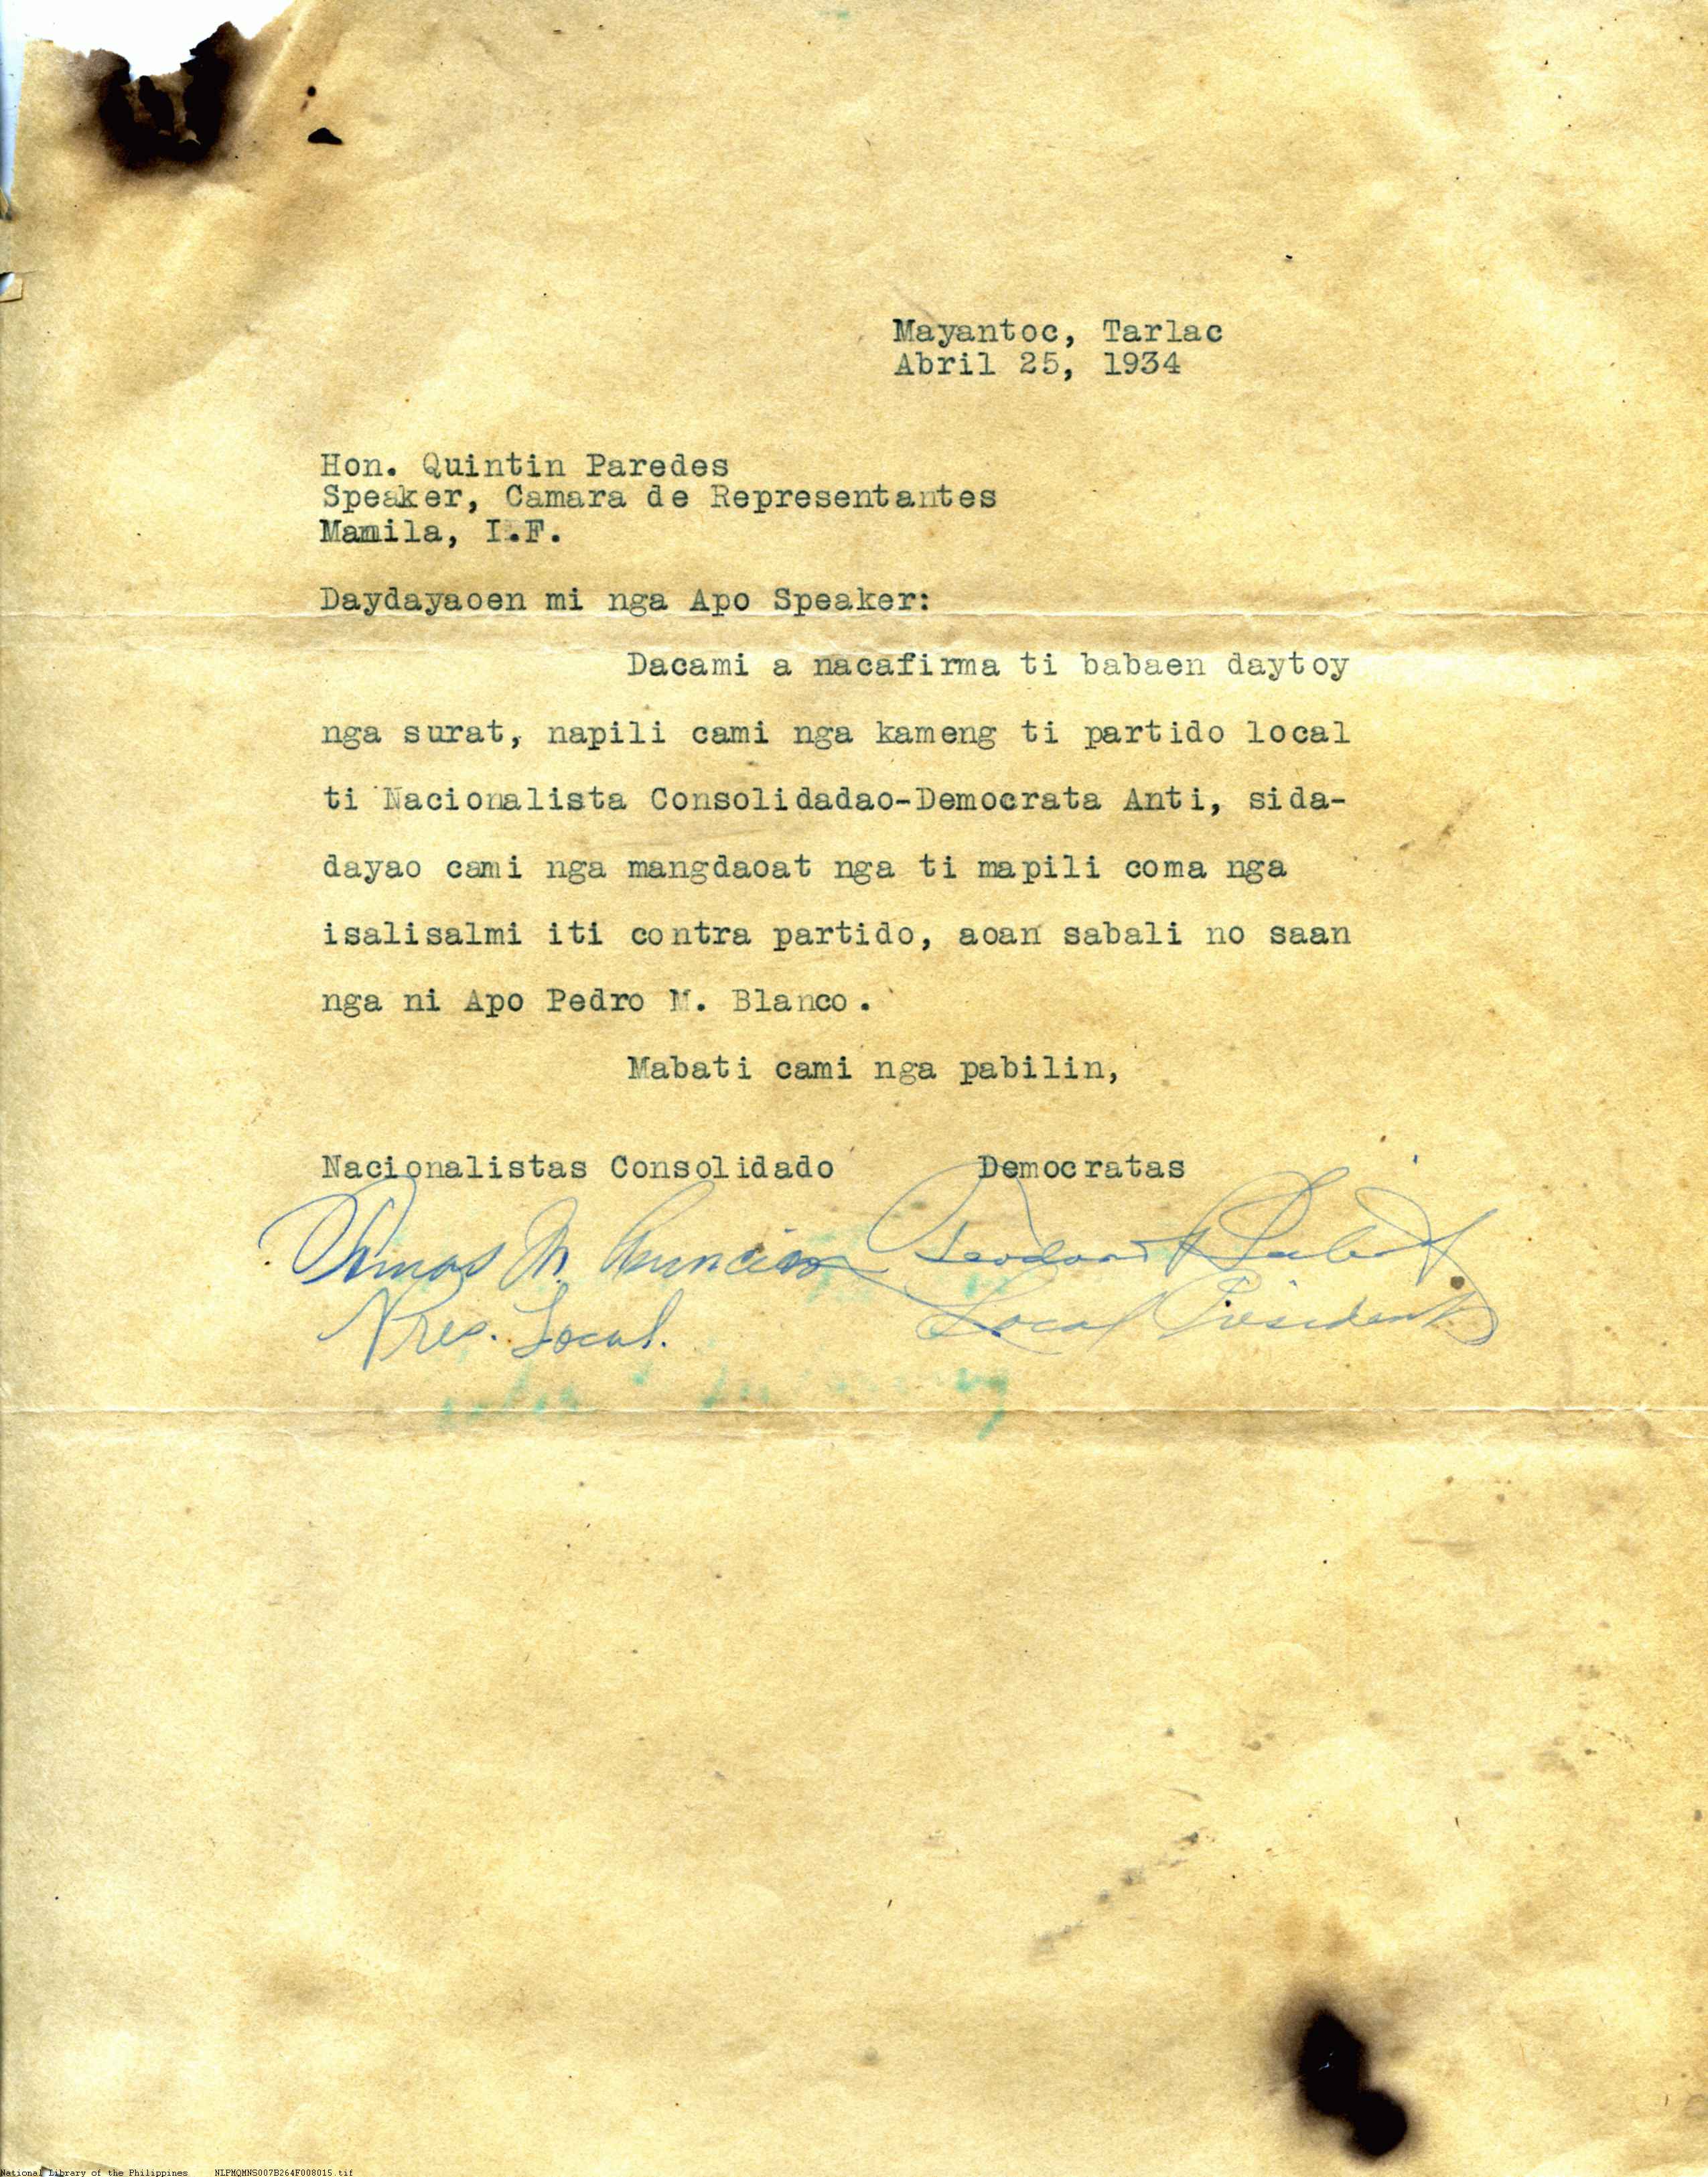 Mayantoc, Tarlac
Abril 25, 1934
Hon. Quintin Paredes
Speaker, Camara de Representantes
Mamila, I.F.
Daydayaoen mi nga Apo Speaker:
Dacami a nacafirma ti babaen daytoy
nga surat, napili cami nga kameng ti partido local
ti Nacionalista Consolidadao-Democrata Anti, sida-
dayao cami nga mangdaoat nga ti mapili coma nga
isalisalmi iti contra partido, aoan sabali no saan
nga ni Apo Pedro M. Blanco.
Mabati cami nga pabilin,
Nacionalistas Consolidado Democratas
M. Asuncion
Pres. Local. Local President
National Library of the Philippines NLPMQMNS007B264F008015.tif